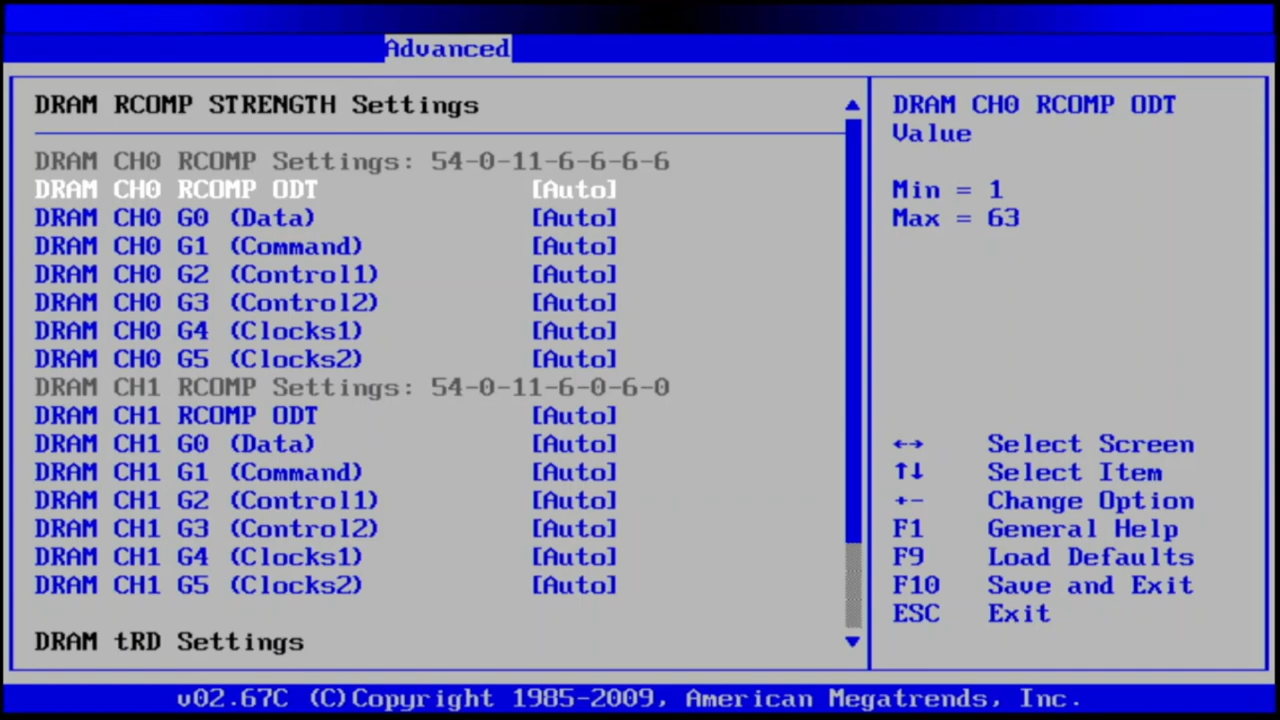 Advanced
DRAM RCOMP STRENGTH Settings
DRAM CH0 RCOMP Settings: 54-0-11-6-6-6-6
DRAM CH0 RCOMP ODT [Auto]
DRAM CH0 G0 (Data) [Auto]
DRAM CH0 G1 (Command) [Auto]
DRAM CH0 G2 (Control1) [Auto]
DRAM CH0 G3 (Control2) [Auto]
DRAM CH0 G4 (Clocks1) [Auto]
DRAM CH0 G5 (Clocks2) [Auto]
DRAM CH1 RCOMP Settings: 54-0-11-6-0-6-0
DRAM CH1 RCOMP ODT [Auto]
DRAM CH1 G0 (Data) [Auto]
DRAM CH1 G1 (Command) [Auto]
DRAM CH1 G2 (Control1) [Auto]
DRAM CH1 G3 (Control2) [Auto]
DRAM CH1 G4 (Clocks1) [Auto]
DRAM CH1 G5 (Clocks2) [Auto]
DRAM tRD Settings
DRAM CH0 RCOMP ODT
Value
Min = 1
Max = 63
↔ Select Screen
↑↓ Select Item
+- Change Option
F1 General Help
F9 Load Defaults
F10 Save and Exit
ESC Exit
v02.67C (C)Copyright 1985-2009, American Megatrends, Inc.